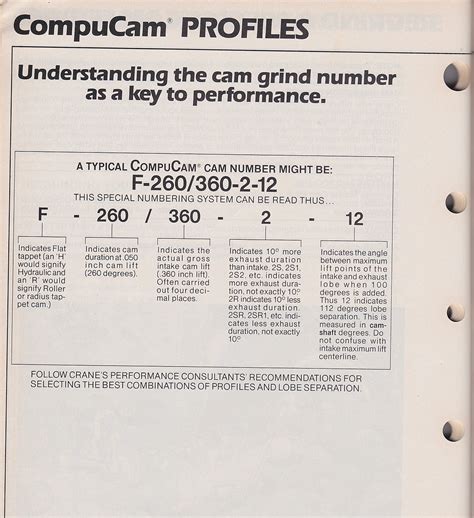 CompuCam® PROFILES
Understanding the cam grind number
as a key to performance.
A TYPICAL COMPUCAM® CAM NUMBER MIGHT BE:
F-260/360-2-12
THIS SPECIAL NUMBERING SYSTEM CAN BE READ THUS...
F - 260 / 360 - 2 - 12
Indicates Flat
tappet (an 'H'
would signify
Hydraulic and
an 'R' would
signify Roller
or radius tap-
pet cam.)
Indicates cam
duration at .050
inch cam lift
(260 degrees).
Indicates the
actual gross
intake cam lift
(.360 inch lift).
Often carried
out four deci-
mal places.
Indicates 10° more
exhaust duration
than intake. 2S, 2S1,
2S2, etc. indicates
more exhaust dura-
tion, not exactly 10°
2R indicates 10° less
exhaust duration.
2SR, 2SR1, etc. indi-
cates less exhaust
duration, not exactly
10°
Indicates the angle
between maximum
lift points of the
intake and exhaust
lobe when 100
degrees is added.
Thus 12 indicates
112 degrees lobe
separation. This is
measured in cam-
shaft degrees. Do
not confuse with
intake maximum lift
centerline.
FOLLOW CRANE'S PERFORMANCE CONSULTANTS' RECOMMENDATIONS FOR
SELECTING THE BEST COMBINATIONS OF PROFILES AND LOBE SEPARATION.